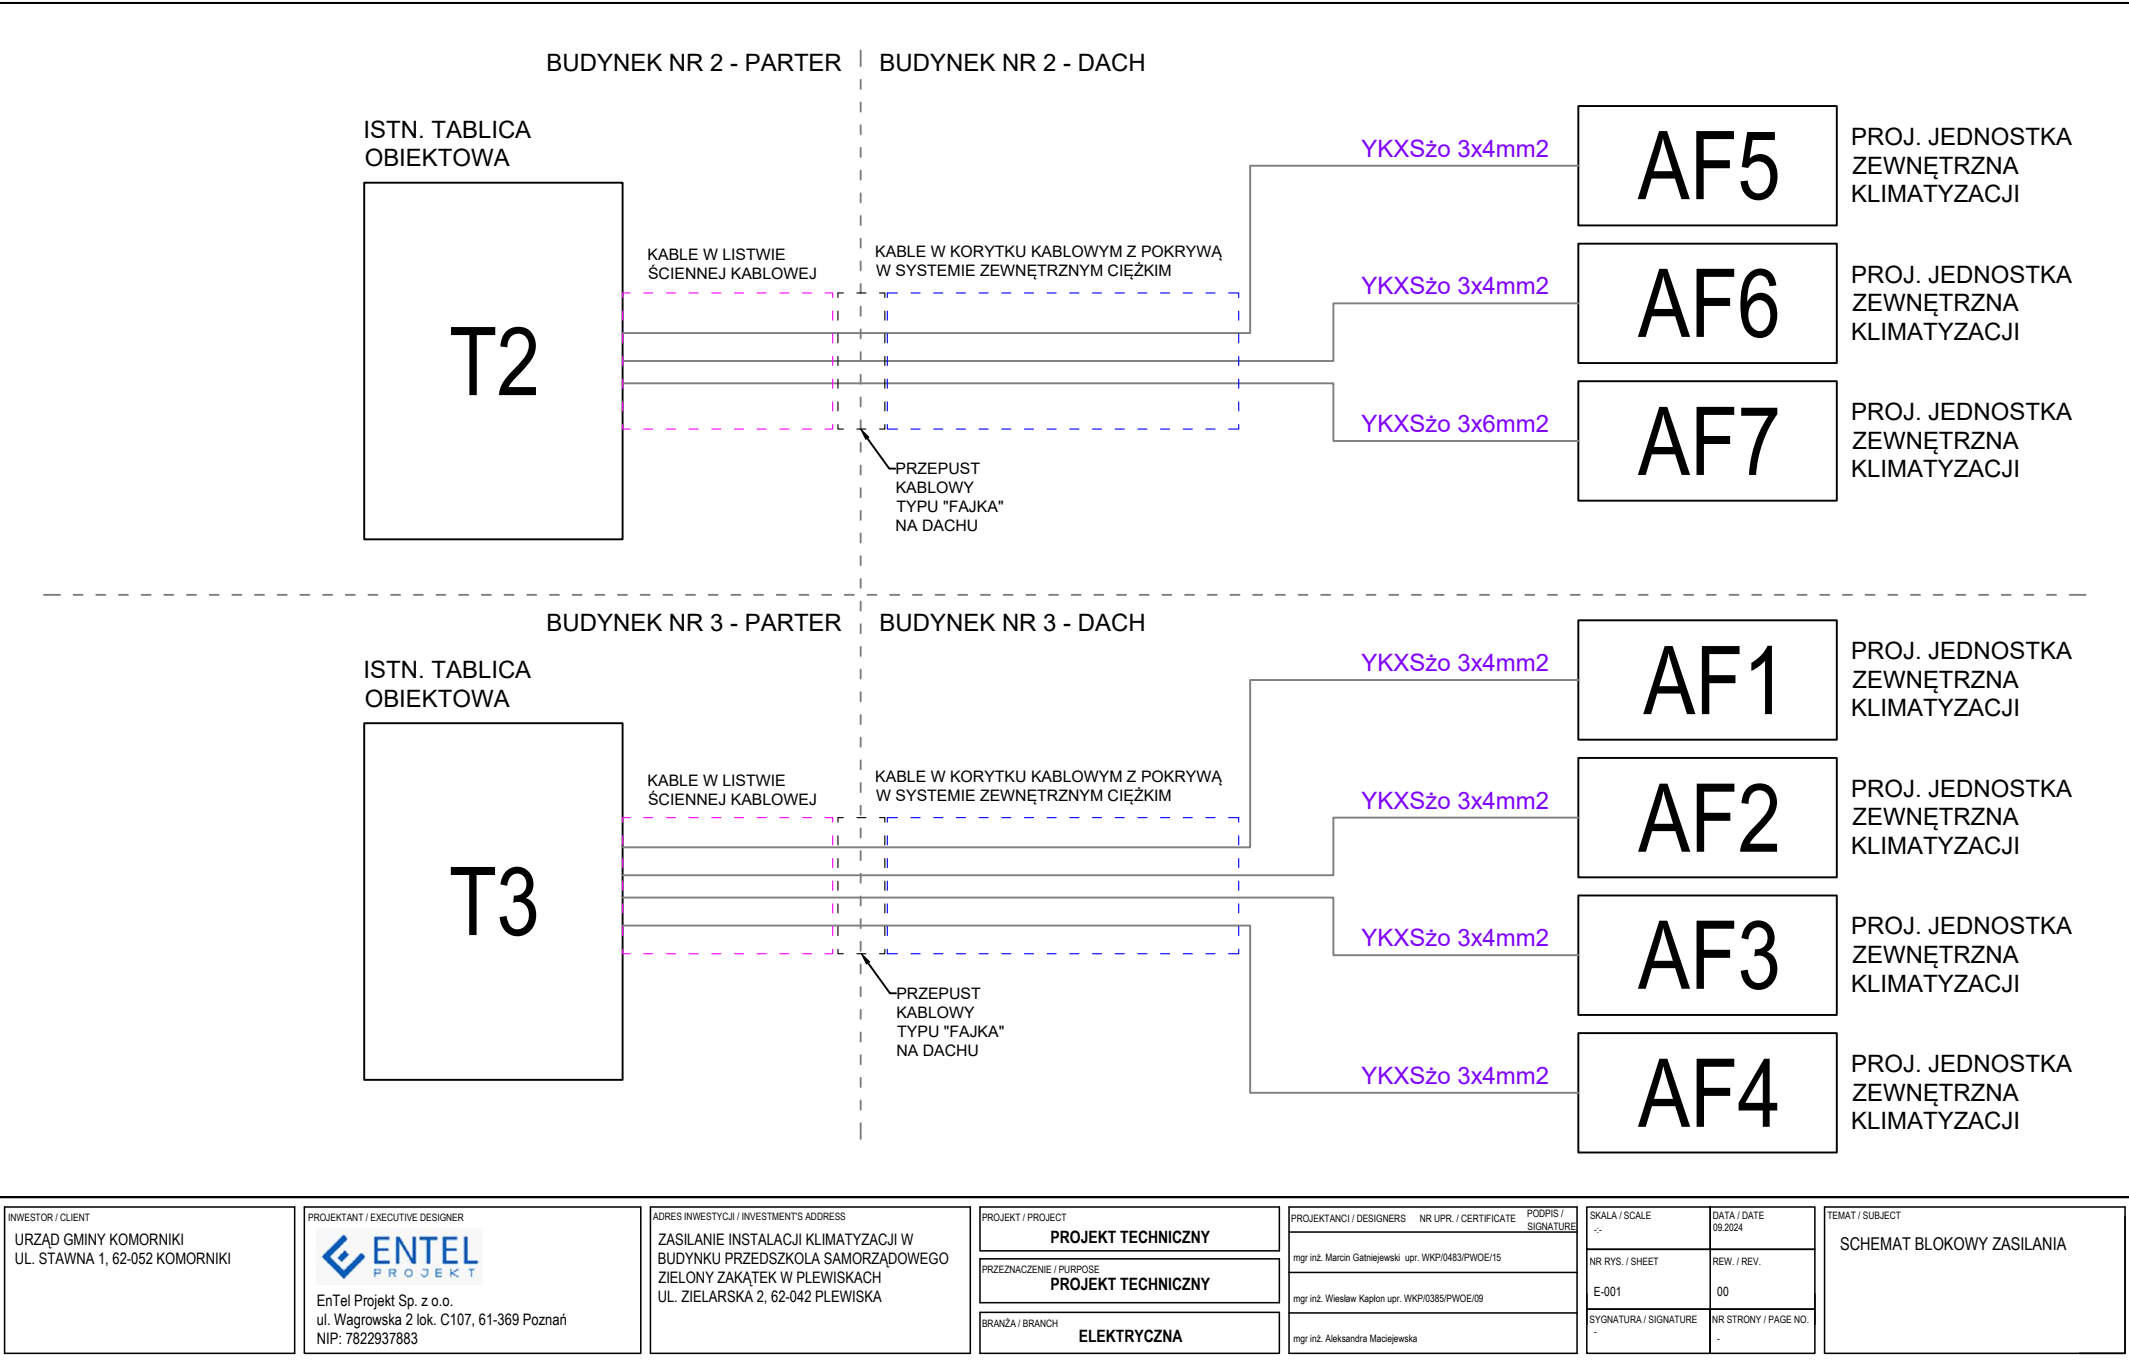 BUDYNEK NR 2 - PARTER
BUDYNEK NR 2 - DACH
ISTN. TABLICA
OBIEKTOWA
T2
KABLE W LISTWIE
ŚCIENNEJ KABLOWEJ
KABLE W KORYTKU KABLOWYM Z POKRYWĄ
W SYSTEMIE ZEWNĘTRZNYM CIĘŻKIM
PRZEPUST
KABLOWY
TYPU "FAJKA"
NA DACHU
YKXSżo 3x4mm2
AF5
PROJ. JEDNOSTKA
ZEWNĘTRZNA
KLIMATYZACJI
YKXSżo 3x4mm2
AF6
PROJ. JEDNOSTKA
ZEWNĘTRZNA
KLIMATYZACJI
YKXSżo 3x6mm2
AF7
PROJ. JEDNOSTKA
ZEWNĘTRZNA
KLIMATYZACJI
BUDYNEK NR 3 - PARTER
BUDYNEK NR 3 - DACH
ISTN. TABLICA
OBIEKTOWA
T3
KABLE W LISTWIE
ŚCIENNEJ KABLOWEJ
KABLE W KORYTKU KABLOWYM Z POKRYWĄ
W SYSTEMIE ZEWNĘTRZNYM CIĘŻKIM
PRZEPUST
KABLOWY
TYPU "FAJKA"
NA DACHU
YKXSżo 3x4mm2
AF1
PROJ. JEDNOSTKA
ZEWNĘTRZNA
KLIMATYZACJI
YKXSżo 3x4mm2
AF2
PROJ. JEDNOSTKA
ZEWNĘTRZNA
KLIMATYZACJI
YKXSżo 3x4mm2
AF3
PROJ. JEDNOSTKA
ZEWNĘTRZNA
KLIMATYZACJI
YKXSżo 3x4mm2
AF4
PROJ. JEDNOSTKA
ZEWNĘTRZNA
KLIMATYZACJI
INWESTOR / CLIENT
URZĄD GMINY KOMORNIKI
UL. STAWNA 1, 62-052 KOMORNIKI
PROJEKTANT / EXECUTIVE DESIGNER
ENTEL
PROJEKT
EnTel Projekt Sp. z o.o.
ul. Wagrowska 2 lok. C107, 61-369 Poznań
NIP: 7822937883
ADRES INWESTYCJI / INVESTMENT'S ADDRESS
ZASILANIE INSTALACJI KLIMATYZACJI W
BUDYNKU PRZEDSZKOLA SAMORZĄDOWEGO
ZIELONY ZAKĄTEK W PLEWISKACH
UL. ZIELARSKA 2, 62-042 PLEWISKA
PROJEKT / PROJECT
PROJEKT TECHNICZNY
PRZEZNACZENIE / PURPOSE
PROJEKT TECHNICZNY
BRANŻA / BRANCH
ELEKTRYCZNA
PROJEKTANCI / DESIGNERS NR UPR. / CERTIFICATE PODPIS / SIGNATURE
mgr inż. Marcin Gatniejewski upr. WKP/0483/PWOE/15
mgr inż. Wiesław Kapłon upr. WKP/0385/PWOE/09
mgr inż. Aleksandra Maciejewska
SKALA / SCALE
-:-
DATA / DATE
09.2024
NR RYS. / SHEET
E-001
REW. / REV.
00
SYGNATURA / SIGNATURE
-
NR STRONY / PAGE NO.
-
TEMAT / SUBJECT
SCHEMAT BLOKOWY ZASILANIA